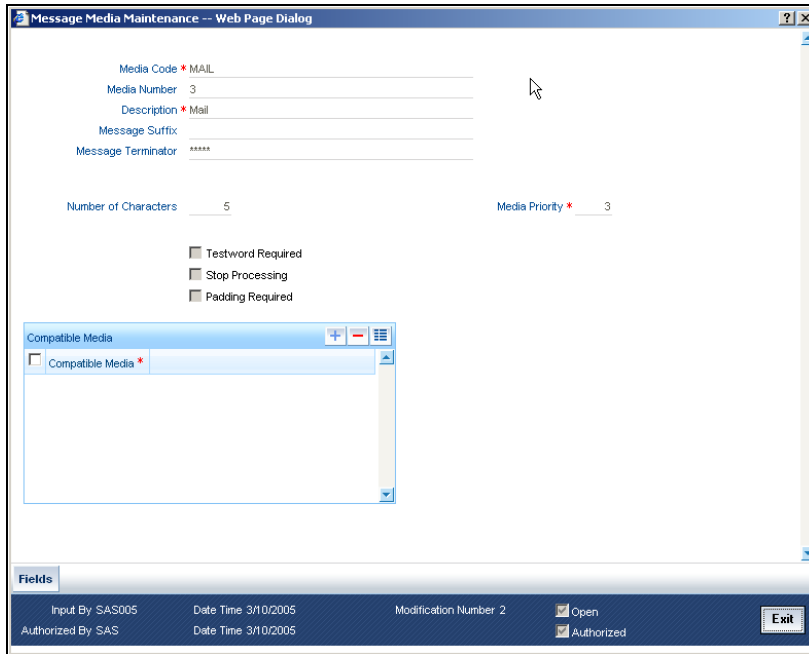 Message Media Maintenance -- Web Page Dialog
Media Code * MAIL
Media Number 3
Description * Mail
Message Suffix
Message Terminator *****
Number of Characters 5 Media Priority * 3
Testword Required
Stop Processing
Padding Required
Compatible Media
Compatible Media *
Fields
Input By SAS005 Date Time 3/10/2005 Modification Number 2 Open
Authorized By SAS Date Time 3/10/2005 Authorized
Exit